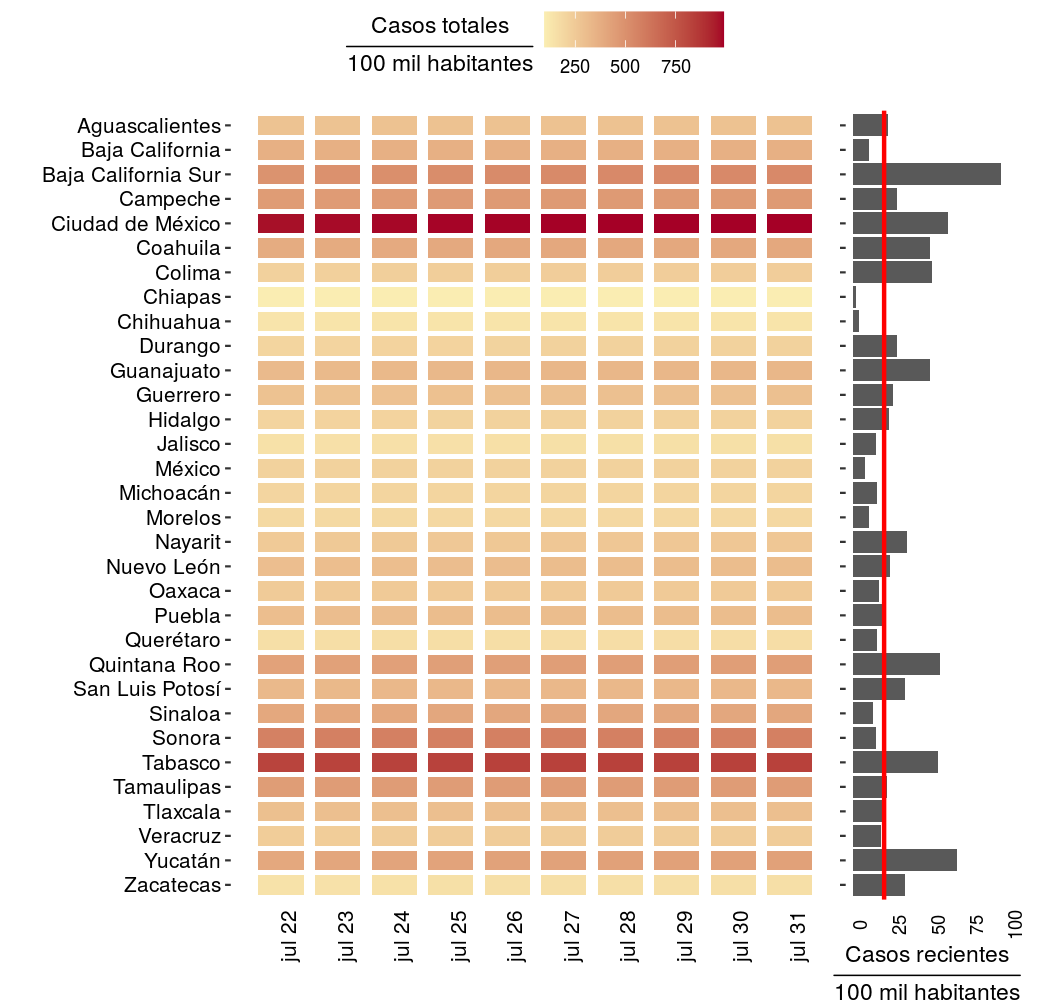 Casos totales
100 mil habitantes
250 500 750
Aguascalientes
Baja California
Baja California Sur
Campeche
Ciudad de México
Coahuila
Colima
Chiapas
Chihuahua
Durango
Guanajuato
Guerrero
Hidalgo
Jalisco
México
Michoacán
Morelos
Nayarit
Nuevo León
Oaxaca
Puebla
Querétaro
Quintana Roo
San Luis Potosí
Sinaloa
Sonora
Tabasco
Tamaulipas
Tlaxcala
Veracruz
Yucatán
Zacatecas
jul 22
jul 23
jul 24
jul 25
jul 26
jul 27
jul 28
jul 29
jul 30
jul 31
0
25
50
75
100
Casos recientes
100 mil habitantes